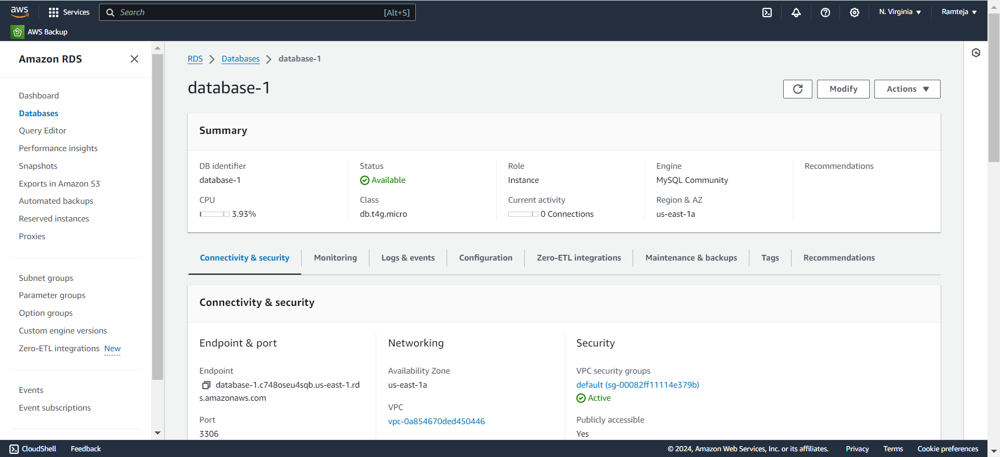 aws
Services
Search
[Alt+S]
N. Virginia
Ramteja
AWS Backup
Amazon RDS
Dashboard
Databases
Query Editor
Performance insights
Snapshots
Exports in Amazon S3
Automated backups
Reserved instances
Proxies
Subnet groups
Parameter groups
Option groups
Custom engine versions
Zero-ETL integrations New
Events
Event subscriptions
RDS
Databases
database-1
database-1
Modify
Actions
Summary
DB identifier
database-1
CPU
3.93%
Status
Available
Class
db.t4g.micro
Role
Instance
Current activity
0 Connections
Engine
MySQL Community
Region & AZ
us-east-1a
Recommendations
Connectivity & security
Monitoring
Logs & events
Configuration
Zero-ETL integrations
Maintenance & backups
Tags
Recommendations
Connectivity & security
Endpoint & port
Endpoint
database-1.c748oseu4sqb.us-east-1.rd
s.amazonaws.com
Port
3306
Networking
Availability Zone
us-east-1a
VPC
vpc-0a854670ded450446
Security
VPC security groups
default (sg-00082ff11114e379b)
Active
Publicly accessible
Yes
CloudShell
Feedback
© 2024, Amazon Web Services, Inc. or its affiliates.
Privacy
Terms
Cookie preferences